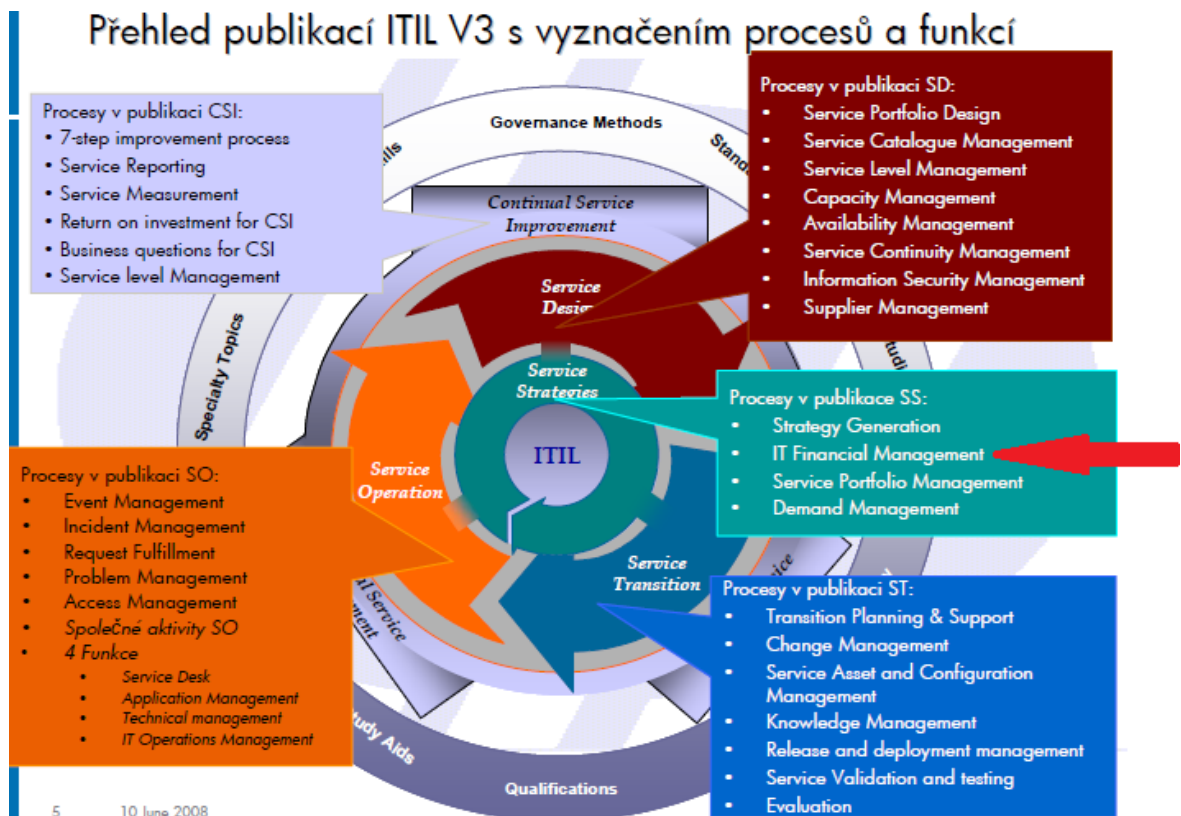 Přehled publikací ITIL V3 s vyznačením procesů a funkcí
Procesy v publikaci CSI:
• 7-step improvement process
• Service Reporting
• Service Measurement
• Return on investment for CSI
• Business questions for CSI
• Service level Management
Procesy v publikaci SD:
• Service Portfolio Design
• Service Catalogue Management
• Service Level Management
• Capacity Management
• Availability Management
• Service Continuity Management
• Information Security Management
• Supplier Management
Governance Methods
Continual Service
Improvement
Service
Service
Strategies
ITIL
Service
Operation
Service
Transition
Specialty Topics
Procesy v publikace SS:
• Strategy Generation
• IT Financial Management
• Service Portfolio Management
• Demand Management
Procesy v publikaci SO:
• Event Management
• Incident Management
• Request Fulfillment
• Problem Management
• Access Management
• Společné aktivity SO
• 4 Funkce
• Service Desk
• Application Management
• Technical management
• IT Operations Management
Procesy v publikaci ST:
• Transition Planning & Support
• Change Management
• Service Asset and Configuration
Management
• Knowledge Management
• Release and deployment management
• Service Validation and testing
• Evaluation
Service
Aids
Qualifications
5 10 June 2008